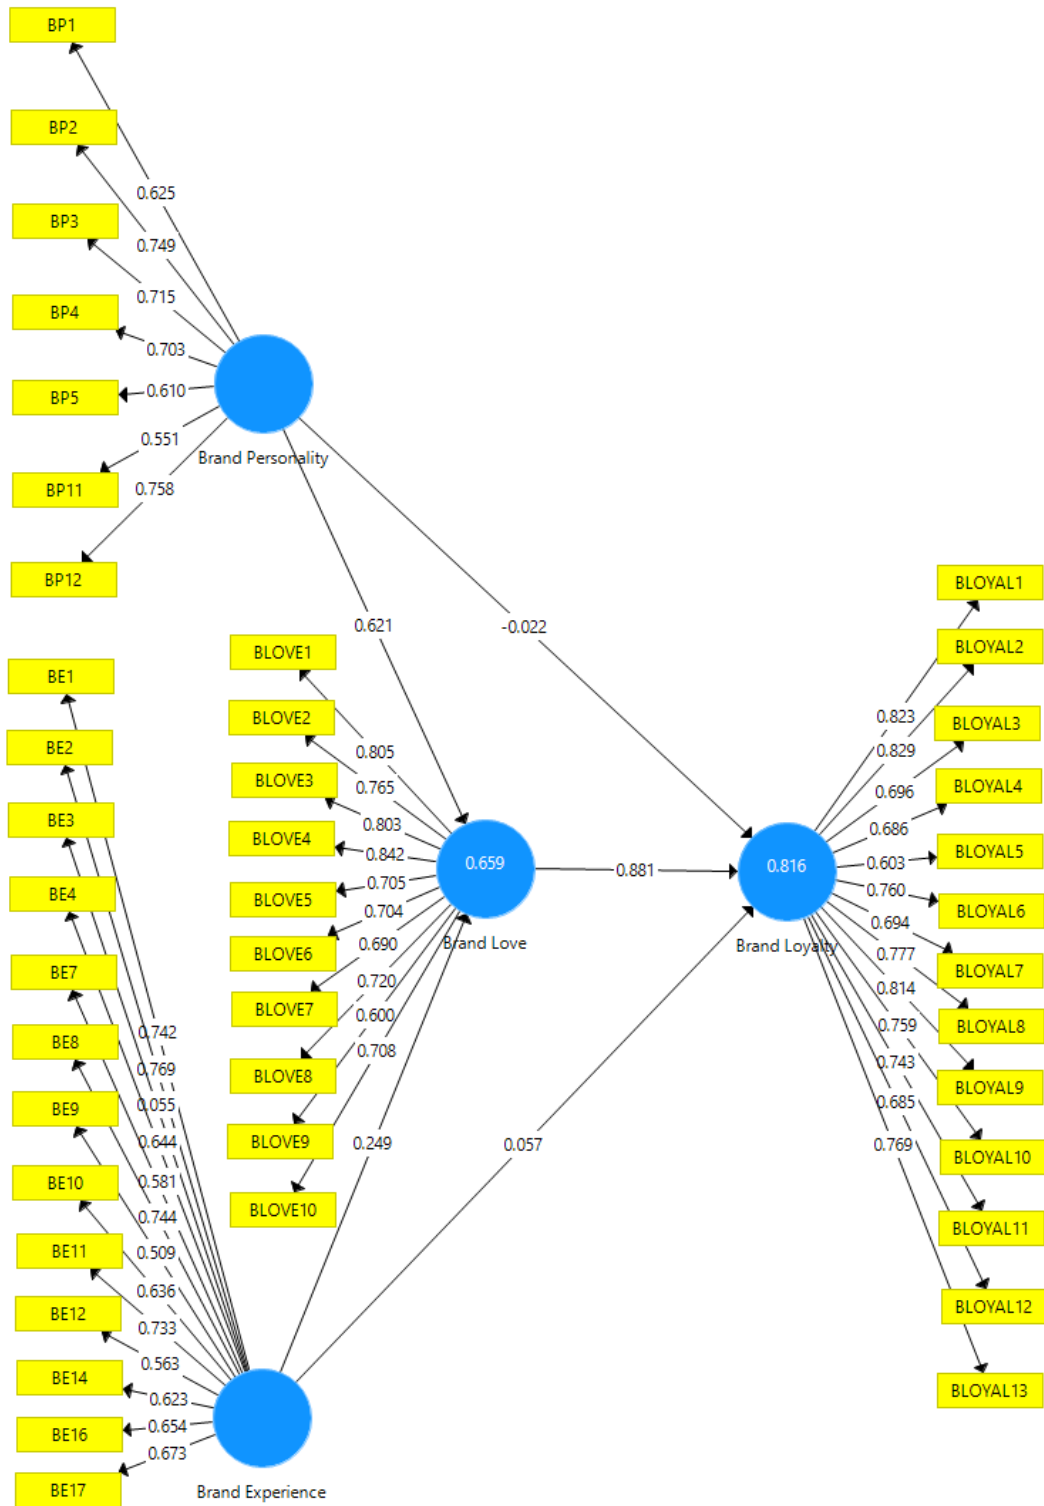 BP1
BP2
BP3
BP4
BP5
BP11
BP12
0.625
0.749
0.715
0.703
0.610
0.551
0.758
Brand Personality
0.621
-0.022
BE1
BE2
BE3
BE4
BE7
BE8
BE9
BE10
BE11
BE12
BE14
BE16
BE17
0.742
0.769
0.055
0.644
0.581
0.744
0.509
0.636
0.733
0.563
0.623
0.654
0.673
Brand Experience
0.249
0.057
BLOVE1
BLOVE2
BLOVE3
BLOVE4
BLOVE5
BLOVE6
BLOVE7
BLOVE8
BLOVE9
BLOVE10
0.805
0.765
0.803
0.842
0.705
0.704
0.690
0.720
0.600
0.708
0.659
Brand Love
0.881
0.816
Brand Loyalty
0.823
0.829
0.696
0.686
0.603
0.760
0.694
0.777
0.814
0.759
0.743
0.685
0.769
BLOYAL1
BLOYAL2
BLOYAL3
BLOYAL4
BLOYAL5
BLOYAL6
BLOYAL7
BLOYAL8
BLOYAL9
BLOYAL10
BLOYAL11
BLOYAL12
BLOYAL13